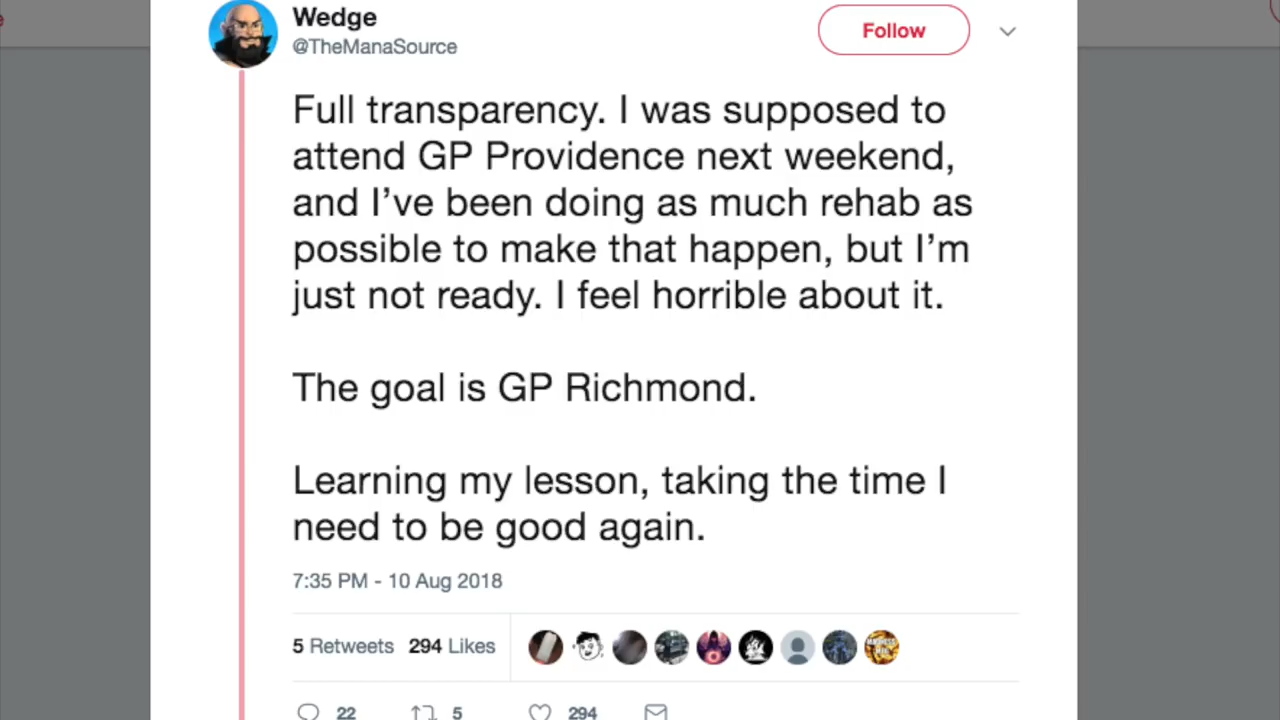 Wedge
@TheManaSource
Follow
Full transparency. I was supposed to
attend GP Providence next weekend,
and I’ve been doing as much rehab as
possible to make that happen, but I’m
just not ready. I feel horrible about it.
The goal is GP Richmond.
Learning my lesson, taking the time I
need to be good again.
7:35 PM - 10 Aug 2018
5 Retweets 294 Likes
22 5 294